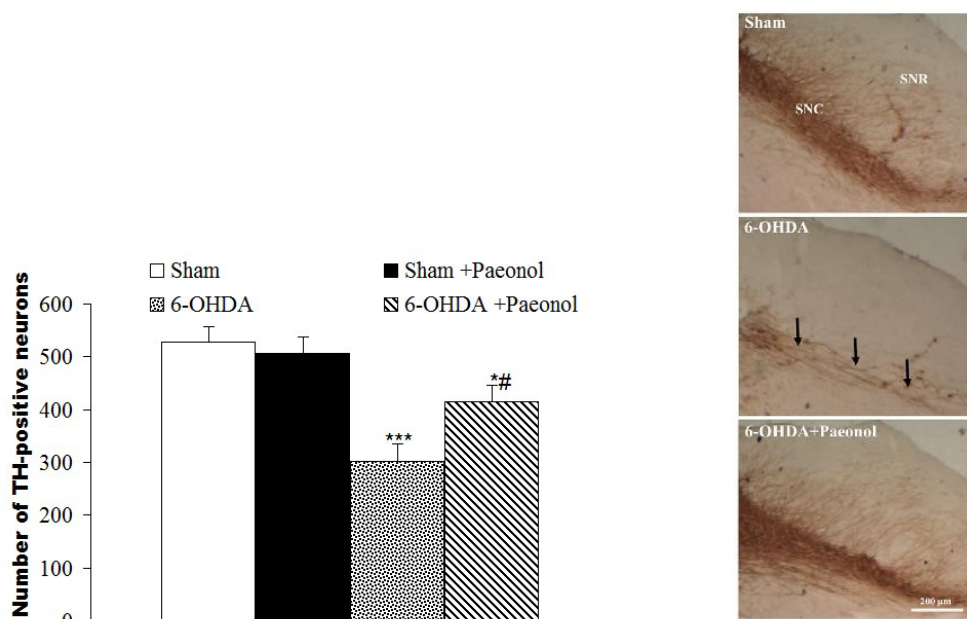 Number of TH-positive neurons
Sham
Sham +Paeonol
6-OHDA
6-OHDA +Paeonol
600
500
400
300
200
100
0
***
*#
Sham
SNR
SNC
6-OHDA
6-OHDA+Paeonol
200 µm